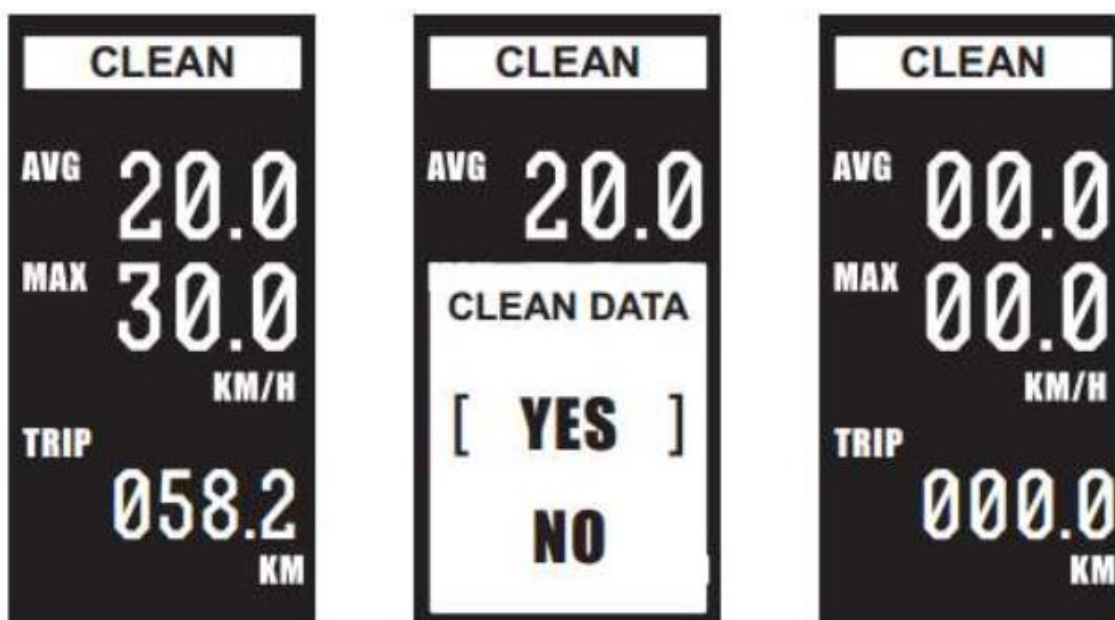 CLEAN
AVG 20.0
MAX 30.0
KM/H
TRIP
058.2
KM
CLEAN
AVG 20.0
CLEAN DATA
[ YES ]
NO
CLEAN
AVG 00.0
MAX 00.0
KM/H
TRIP
000.0
KM